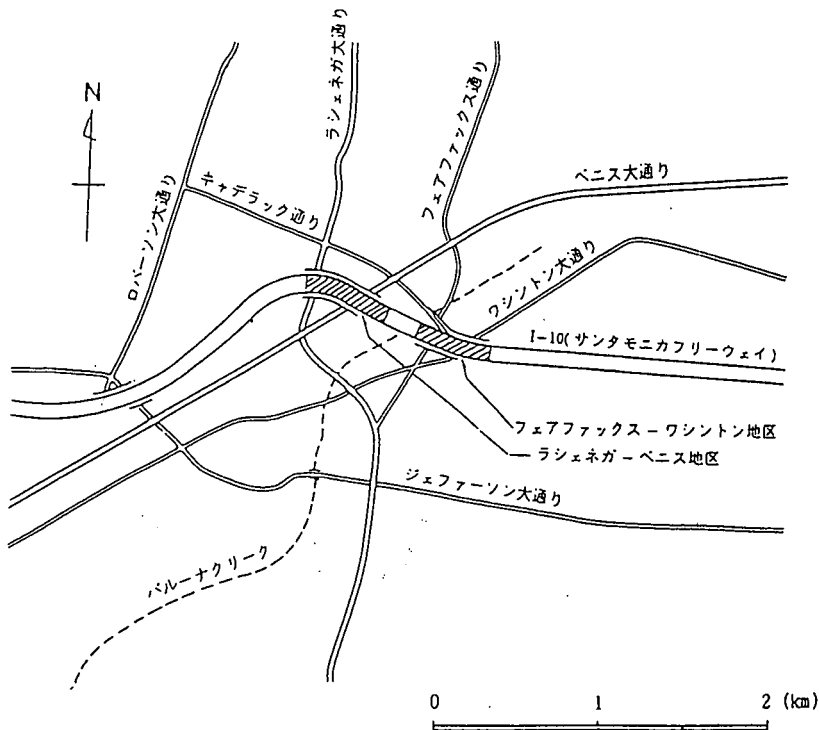 ラシェネガ大通り
フェアファックス通り
N
ロバーソン大通り
キャデラック通り
ベニス大通り
ワシントン大通り
I-10(サンタモニカフリーウェイ)
フェアファックス-ワシントン地区
ラシェネガ-ベニス地区
ジェファーソン大通り
バルーナクリーク
0 1 2 (km)